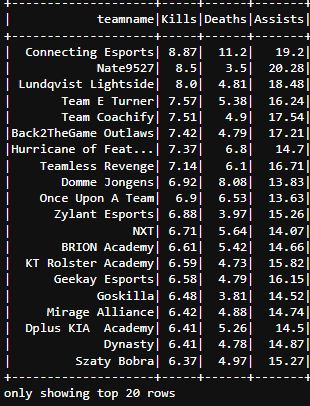 +--------------------+-----+------+-------+
|            teamname|Kills|Deaths|Assists|
+--------------------+-----+------+-------+
|   Connecting Esports| 8.87|  11.2|   19.2|
|            Nate9527|  8.5|   3.5|  20.28|
| Lundqvist Lightside|  8.0|  4.81|  18.48|
|       Team E Turner| 7.57|  5.38|  16.24|
|       Team Coachify| 7.51|   4.9|  17.54|
|Back2TheGame Outlaws| 7.42|  4.79|  17.21|
|Hurricane of Feat...| 7.37|   6.8|   14.7|
|    Teamless Revenge| 7.14|   6.1|  16.71|
|       Domme Jongens| 6.92|  8.08|  13.83|
|    Once Upon A Team|  6.9|  6.53|  13.63|
|      Zylant Esports| 6.88|  3.97|  15.26|
|                 NXT| 6.71|  5.64|  14.07|
|       BRION Academy| 6.61|  5.42|  14.66|
|  KT Rolster Academy| 6.59|  4.73|  15.82|
|      Geekay Esports| 6.58|  4.79|  16.15|
|            Goskilla| 6.48|  3.81|  14.52|
|     Mirage Alliance| 6.42|  4.88|  14.74|
|  Dplus KIA  Academy| 6.41|  5.26|   14.5|
|             Dynasty| 6.41|  4.78|  14.87|
|         Szaty Bobra| 6.37|  4.97|  15.27|
+--------------------+-----+------+-------+
only showing top 20 rows